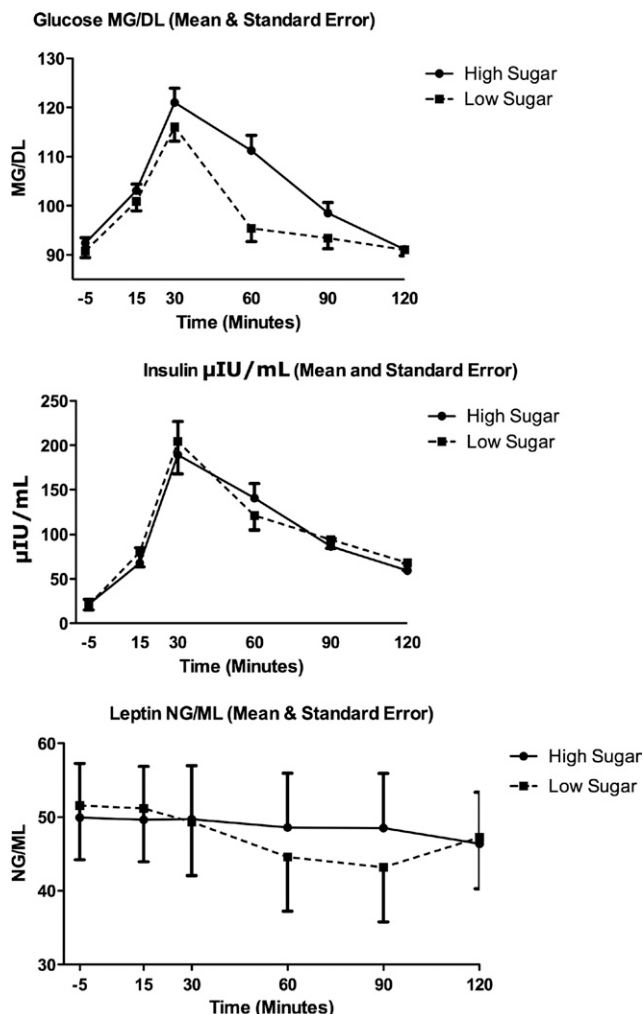 Glucose MG/DL (Mean & Standard Error)
130
120
110
100
90
MG/DL
High Sugar
Low Sugar
-5 15 30 60 90 120
Time (Minutes)
Insulin µIU/mL (Mean and Standard Error)
250
200
150
100
50
0
µIU/mL
High Sugar
Low Sugar
-5 15 30 60 90 120
Time (Minutes)
Leptin NG/ML (Mean & Standard Error)
60
50
40
30
NG/ML
High Sugar
Low Sugar
-5 15 30 60 90 120
Time (Minutes)